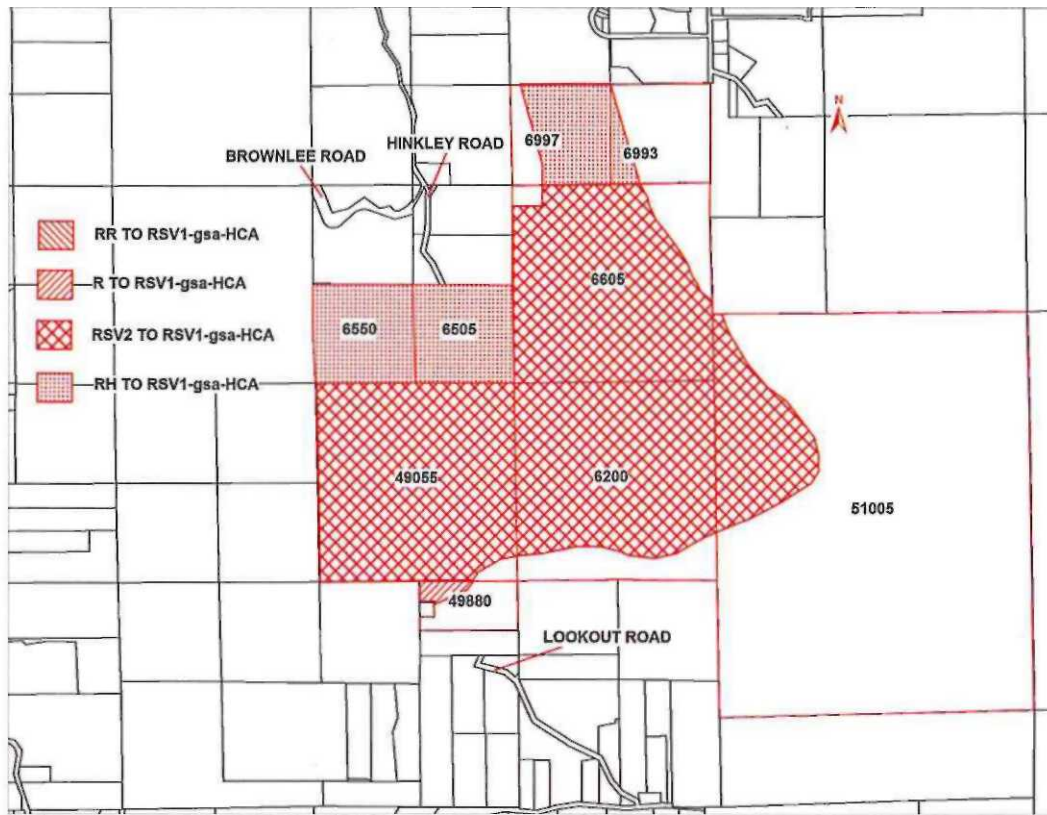 N
6997
6993
HINKLEY ROAD
BROWNLEE ROAD
RR TO RSV1-gsa-HCA
R TO RSV1-gsa-HCA
RSV2 TO RSV1-gsa-HCA
RH TO RSV1-gsa-HCA
6605
6550
6505
49055
6200
51005
49880
LOOKOUT ROAD